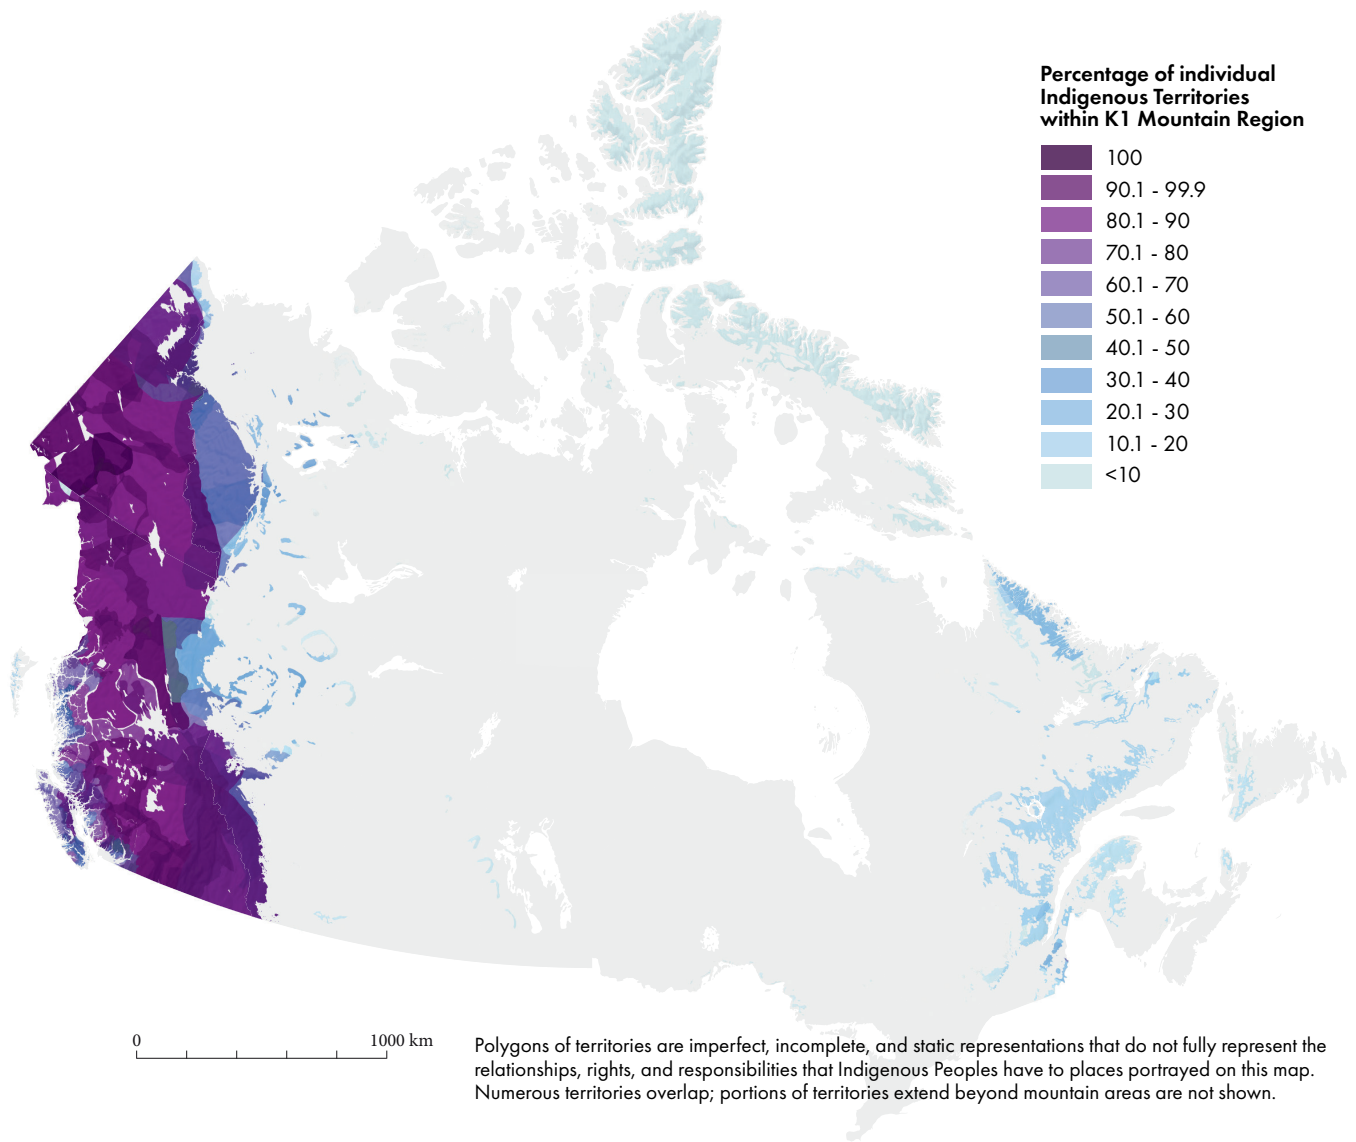 Percentage of individual
Indigenous Territories
within K1 Mountain Region
100
90.1 - 99.9
80.1 - 90
70.1 - 80
60.1 - 70
50.1 - 60
40.1 - 50
30.1 - 40
20.1 - 30
10.1 - 20
<10
0 1000 km
Polygons of territories are imperfect, incomplete, and static representations that do not fully represent the
relationships, rights, and responsibilities that Indigenous Peoples have to places portrayed on this map.
Numerous territories overlap; portions of territories extend beyond mountain areas are not shown.